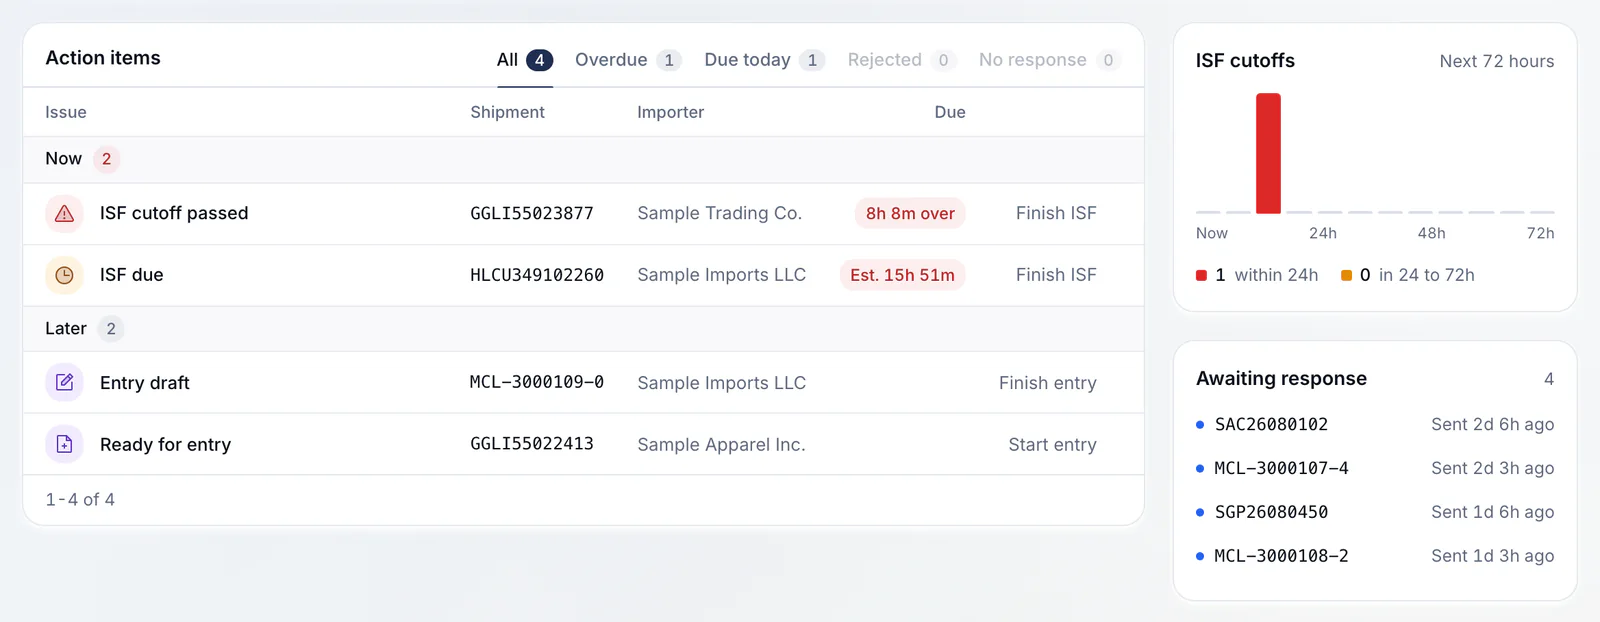 Action items
All 4 Overdue 1 Due today 1 Rejected 0 No response 0
Issue Shipment Importer Due
Now 2
ISF cutoff passed GGLI55023877 Sample Trading Co. 8h 8m over Finish ISF
ISF due HLCU349102260 Sample Imports LLC Est. 15h 51m Finish ISF
Later 2
Entry draft MCL-3000109-0 Sample Imports LLC Finish entry
Ready for entry GGLI55022413 Sample Apparel Inc. Start entry
1-4 of 4
ISF cutoffs Next 72 hours
Now 24h 48h 72h
1 within 24h 0 in 24 to 72h
Awaiting response 4
SAC26080102 Sent 2d 6h ago
MCL-3000107-4 Sent 2d 3h ago
SGP26080450 Sent 1d 6h ago
MCL-3000108-2 Sent 1d 3h ago